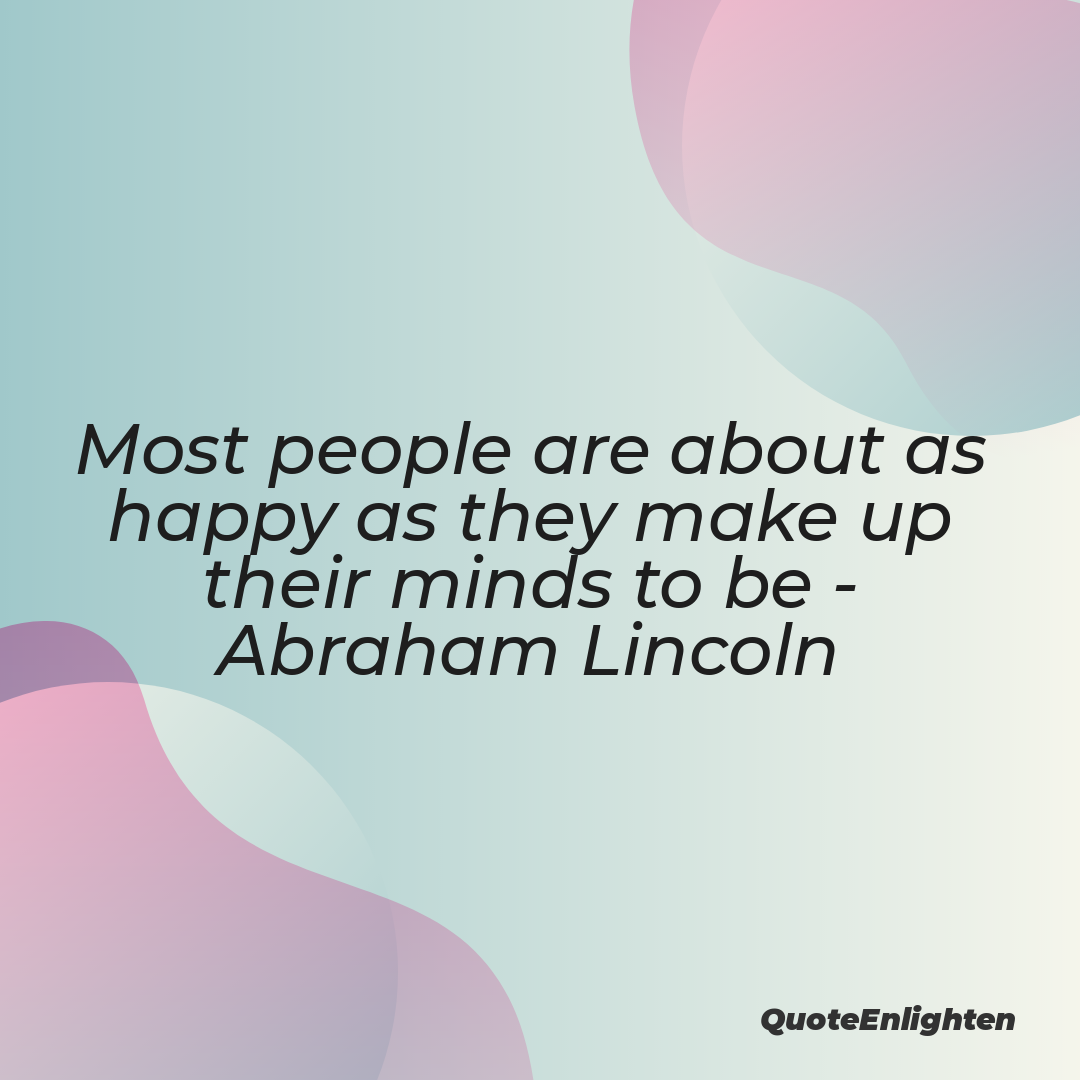 Most people are about as
happy as they make up
their minds to be -
Abraham Lincoln
QuoteEnlighten